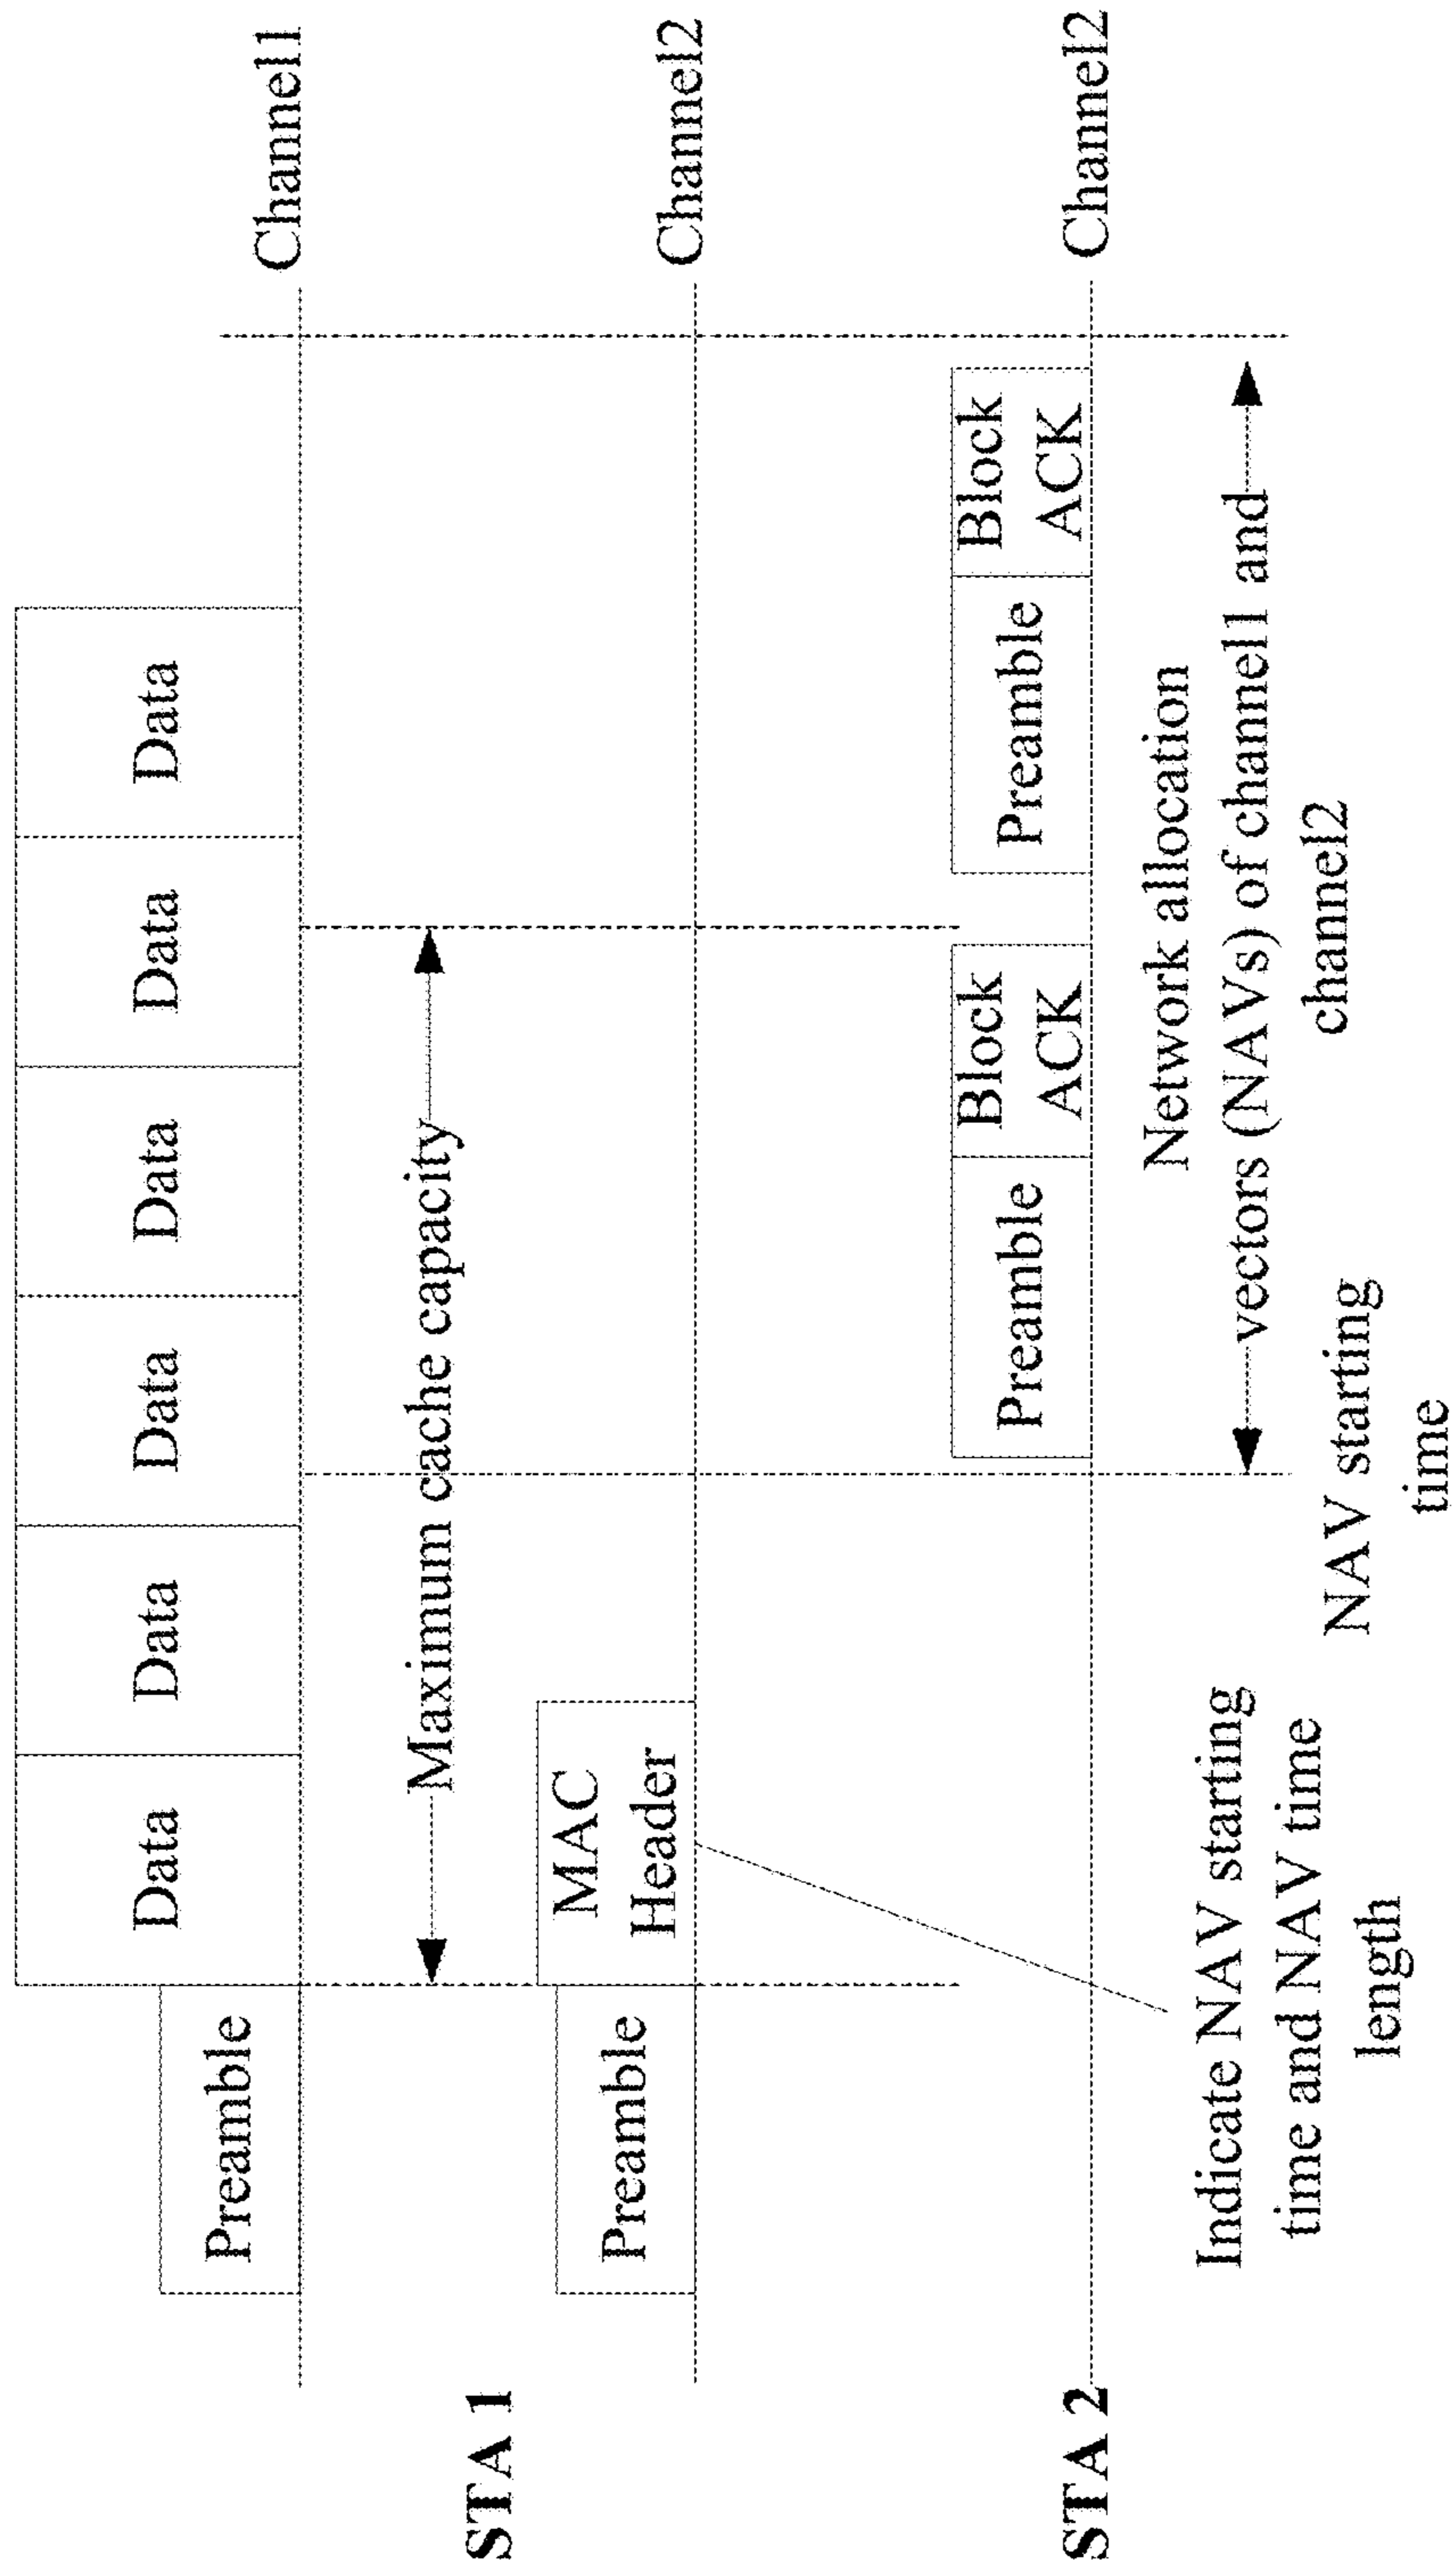 Preamble
Data
Data
Data
Data
Data
Data
Channel1
STA 1
Maximum cache capacity
Preamble
MAC
Header
Channel2
STA 2
Preamble
Block
ACK
Preamble
Block
ACK
Channel2
Indicate NAV starting
time and NAV time
length
NAV starting
time
Network allocation
vectors (NAVs) of channel1 and
channel2